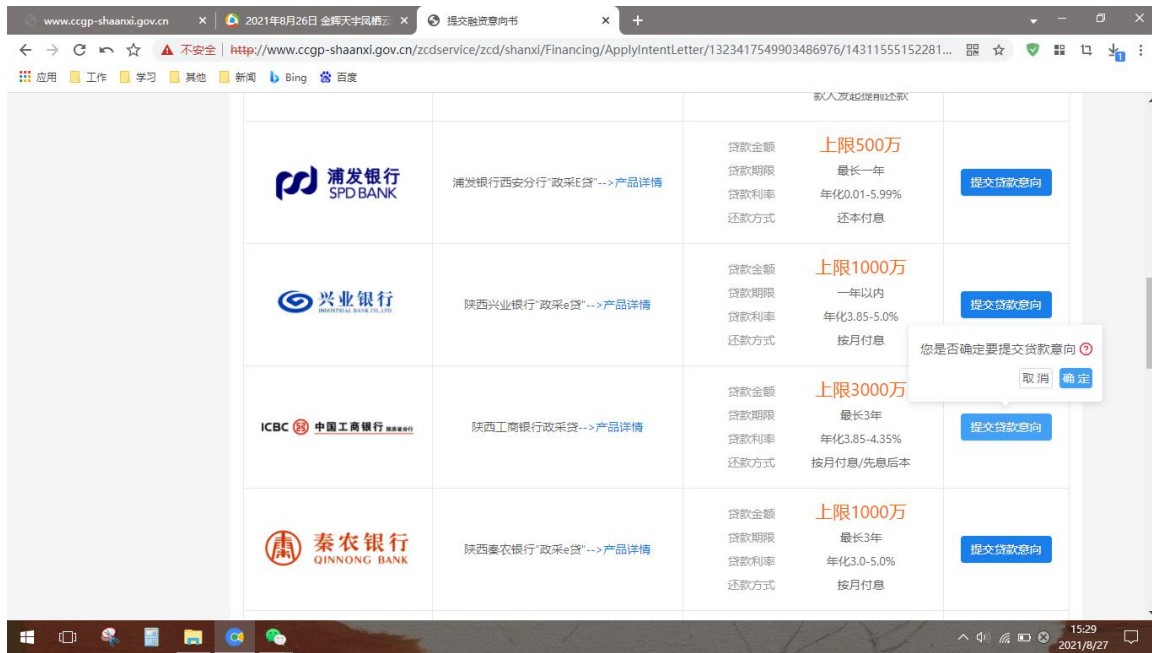 www.ccgp-shaanxi.gov.cn
2021年8月26日 金辉天宇凤栖云
提交融资意向书
不安全 http://www.ccgp-shaanxi.gov.cn/zcdservice/zcd/shanxi/Financing/ApplyIntentLetter/1323417549903486976/14311555152281...
应用 工作 学习 其他 新闻 Bing 百度
款人发起提前还款
浦发银行
SPD BANK
浦发银行西安分行"政采E贷"-->产品详情
贷款金额 上限500万
贷款期限 最长一年
贷款利率 年化0.01-5.99%
还款方式 还本付息
提交贷款意向
兴业银行
INDUSTRIAL BANK CO.,LTD.
陕西兴业银行"政采e贷"-->产品详情
贷款金额 上限1000万
贷款期限 一年以内
贷款利率 年化3.85-5.0%
还款方式 按月付息
提交贷款意向
您是否确定要提交贷款意向
取消 确定
ICBC 中国工商银行
陕西工商银行政采贷-->产品详情
贷款金额 上限3000万
贷款期限 最长3年
贷款利率 年化3.85-4.35%
还款方式 按月付息/先息后本
提交贷款意向
秦农银行
QINNONG BANK
陕西秦农银行"政采e贷"-->产品详情
贷款金额 上限1000万
贷款期限 最长3年
贷款利率 年化3.0-5.0%
还款方式 按月付息
提交贷款意向
15:29
2021/8/27